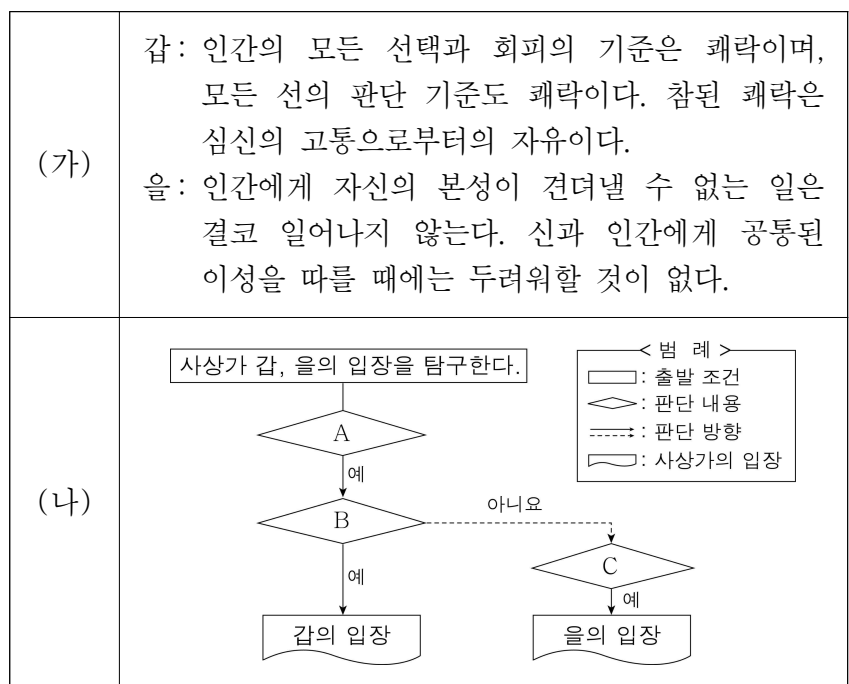 (가)
갑: 인간의 모든 선택과 회피의 기준은 쾌락이며,
모든 선의 판단 기준도 쾌락이다. 참된 쾌락은
심신의 고통으로부터의 자유이다.
을: 인간에게 자신의 본성이 견뎌낼 수 없는 일은
결코 일어나지 않는다. 신과 인간에게 공통된
이성을 따를 때에는 두려워할 것이 없다.
(나)
사상가 갑, 을의 입장을 탐구한다.
<범 례>
: 출발 조건
: 판단 내용
: 판단 방향
: 사상가의 입장
A
예
B
아니요
예
C
예
갑의 입장
을의 입장